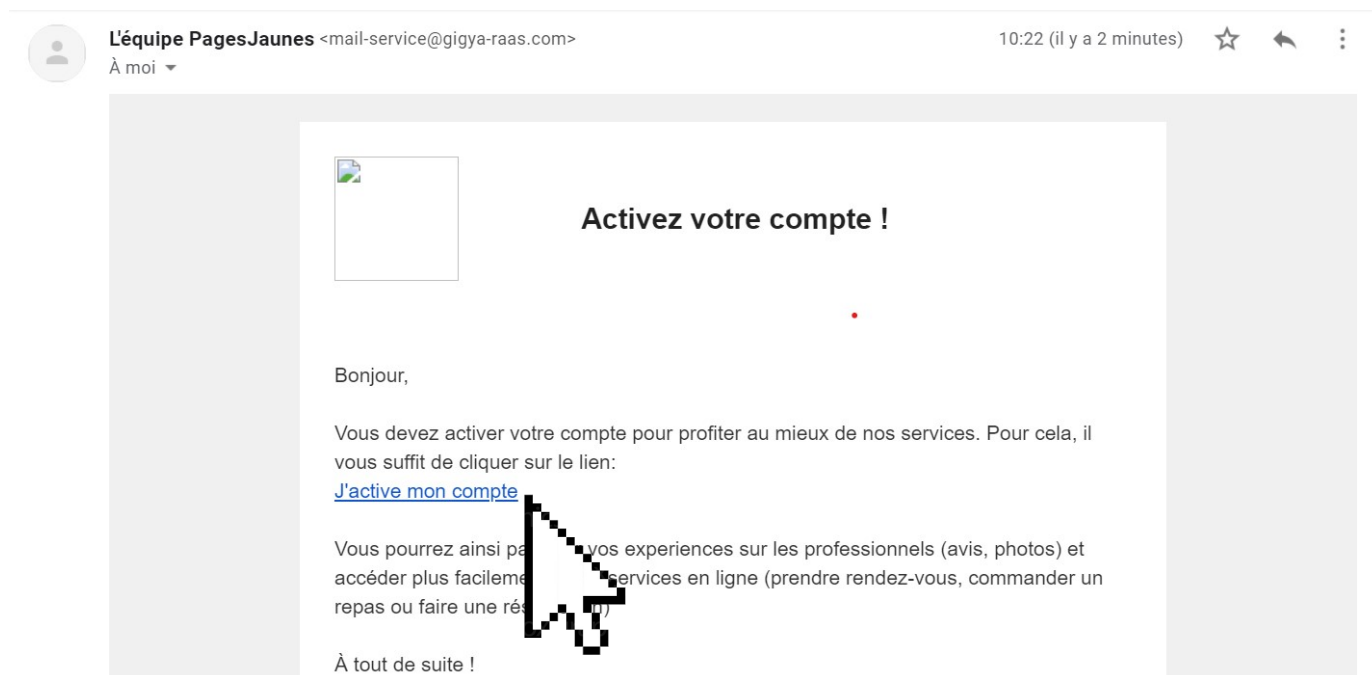 L'équipe PagesJaunes <mail-service@gigya-raas.com>
10:22 (il y a 2 minutes)
À moi
Activez votre compte !
Bonjour,
Vous devez activer votre compte pour profiter au mieux de nos services. Pour cela, il
vous suffit de cliquer sur le lien:
J'active mon compte
Vous pourrez ainsi vos experiences sur les professionnels (avis, photos) et
accéder plus services en ligne (prendre rendez-vous, commander un
repas ou faire une
À tout de suite !